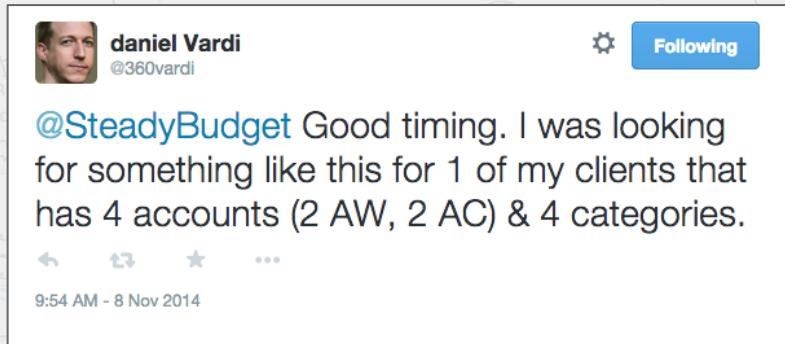 daniel Vardi
@360vardi
Following
@SteadyBudget Good timing. I was looking
for something like this for 1 of my clients that
has 4 accounts (2 AW, 2 AC) & 4 categories.
9:54 AM - 8 Nov 2014